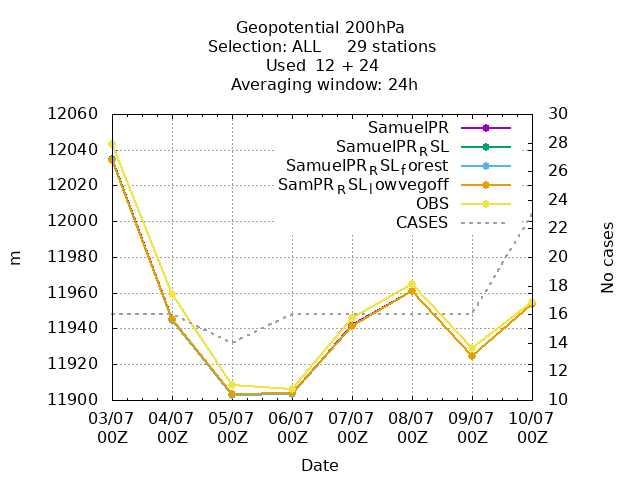 Geopotential 200hPa
Selection: ALL 29 stations
Used 12 + 24
Averaging window: 24h
12060
12040
12020
12000
11980
11960
11940
11920
11900
m
30
28
26
24
22
20
18
16
14
12
10
No cases
SamuelPR
SamuelPR_RSL
SamuelPR_RSL_forest
SamPR_RSL_lowvegoff
OBS
CASES
03/07 04/07 05/07 06/07 07/07 08/07 09/07 10/07
00Z 00Z 00Z 00Z 00Z 00Z 00Z 00Z
Date